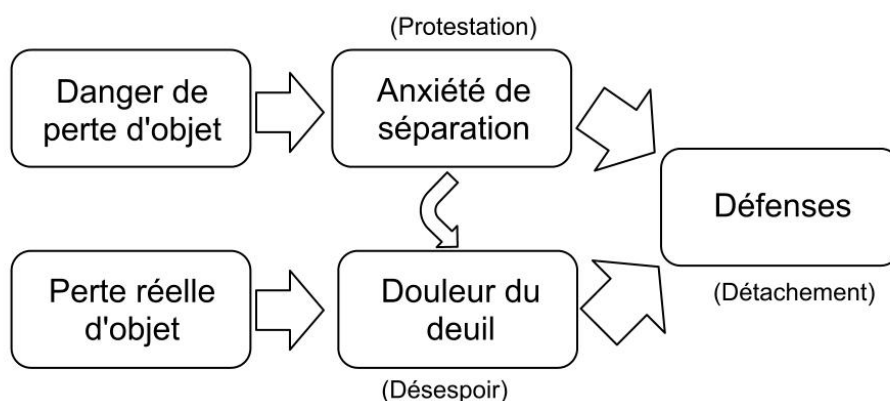 (Protestation)
Danger de
perte d'objet
Anxiété de
séparation
Défenses
(Détachement)
Perte réelle
d'objet
Douleur du
deuil
(Désespoir)